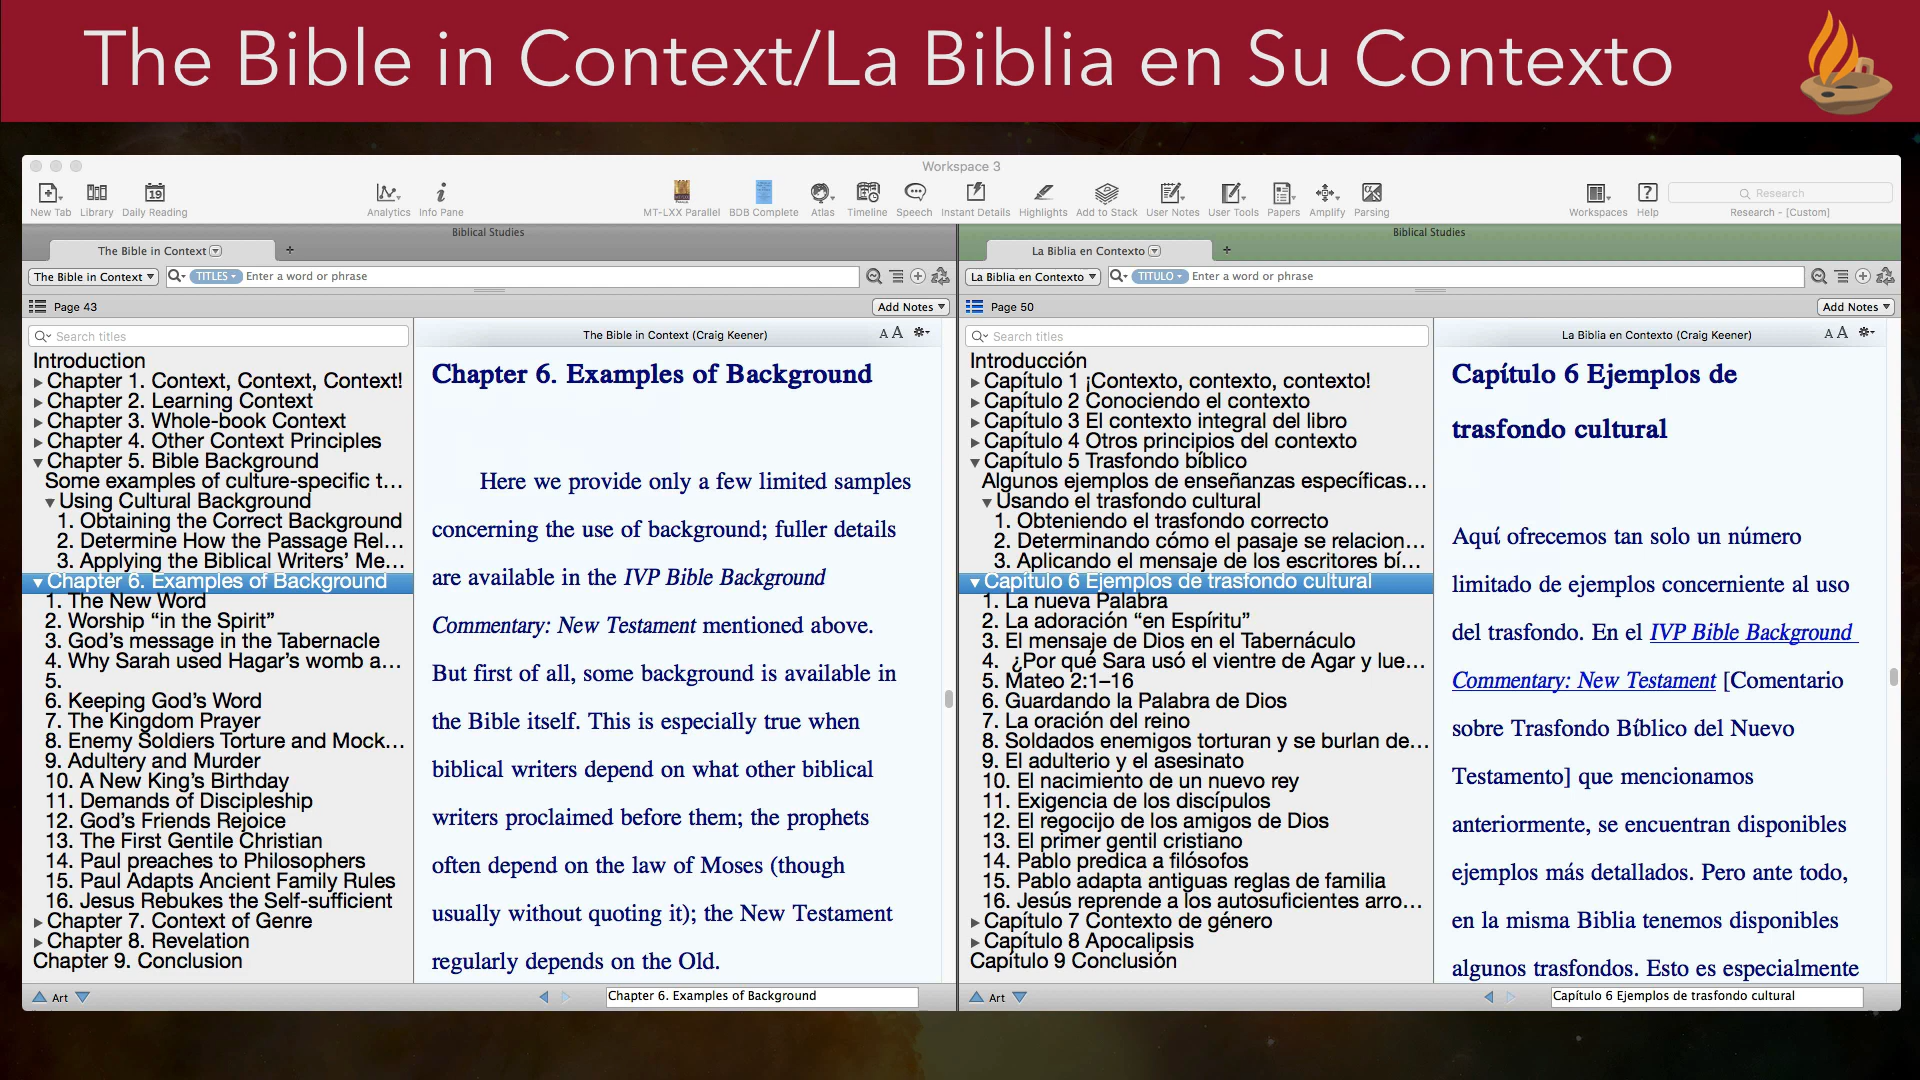 The Bible in Context/La Biblia en Su Contexto
Workspace 3
New Tab
Library
19
Daily Reading
Analytics
Info Pane
MT-LXX Parallel
BDB Complete
Atlas
Timeline
Speech
Instant Details
Highlights
Add to Stack
User Notes
User Tools
Papers
Amplify
Parsing
Workspaces
Help
Research
Research - [Custom]
Biblical Studies
The Bible in Context
The Bible in Context
TITLES
Enter a word or phrase
Page 43
Add Notes
Search titles
Introduction
Chapter 1. Context, Context, Context!
Chapter 2. Learning Context
Chapter 3. Whole-book Context
Chapter 4. Other Context Principles
Chapter 5. Bible Background
Some examples of culture-specific t...
Using Cultural Background
1. Obtaining the Correct Background
2. Determine How the Passage Rel...
3. Applying the Biblical Writers’ Me...
Chapter 6. Examples of Background
1. The New Word
2. Worship “in the Spirit”
3. God’s message in the Tabernacle
4. Why Sarah used Hagar’s womb a...
5.
6. Keeping God’s Word
7. The Kingdom Prayer
8. Enemy Soldiers Torture and Mock...
9. Adultery and Murder
10. A New King’s Birthday
11. Demands of Discipleship
12. God’s Friends Rejoice
13. The First Gentile Christian
14. Paul preaches to Philosophers
15. Paul Adapts Ancient Family Rules
16. Jesus Rebukes the Self-sufficient
Chapter 7. Context of Genre
Chapter 8. Revelation
Chapter 9. Conclusion
The Bible in Context (Craig Keener)
A A
Chapter 6. Examples of Background
Here we provide only a few limited samples
concerning the use of background; fuller details
are available in the IVP Bible Background
Commentary: New Testament mentioned above.
But first of all, some background is available in
the Bible itself. This is especially true when
biblical writers depend on what other biblical
writers proclaimed before them; the prophets
often depend on the law of Moses (though
usually without quoting it); the New Testament
regularly depends on the Old.
Art
Chapter 6. Examples of Background
Biblical Studies
La Biblia en Contexto
La Biblia en Contexto
TITULO
Enter a word or phrase
Page 50
Add Notes
Search titles
Introducción
Capítulo 1 ¡Contexto, contexto, contexto!
Capítulo 2 Conociendo el contexto
Capítulo 3 El contexto integral del libro
Capítulo 4 Otros principios del contexto
Capítulo 5 Trasfondo bíblico
Algunos ejemplos de enseñanzas específicas...
Usando el trasfondo cultural
1. Obteniendo el trasfondo correcto
2. Determinando cómo el pasaje se relacion...
3. Aplicando el mensaje de los escritores bí...
Capítulo 6 Ejemplos de trasfondo cultural
1. La nueva Palabra
2. La adoración “en Espíritu”
3. El mensaje de Dios en el Tabernáculo
4. ¿Por qué Sara usó el vientre de Agar y lue...
5. Mateo 2:1–16
6. Guardando la Palabra de Dios
7. La oración del reino
8. Soldados enemigos torturan y se burlan de...
9. El adulterio y el asesinato
10. El nacimiento de un nuevo rey
11. Exigencia de los discípulos
12. El regocijo de los amigos de Dios
13. El primer gentil cristiano
14. Pablo predica a filósofos
15. Pablo adapta antiguas reglas de familia
16. Jesús reprende a los autosuficientes arro...
Capítulo 7 Contexto de género
Capítulo 8 Apocalipsis
Capítulo 9 Conclusión
La Biblia en Contexto (Craig Keener)
A A
Capítulo 6 Ejemplos de
trasfondo cultural
Aquí ofrecemos tan solo un número
limitado de ejemplos concerniente al uso
del trasfondo. En el IVP Bible Background
Commentary: New Testament [Comentario
sobre Trasfondo Bíblico del Nuevo
Testamento] que mencionamos
anteriormente, se encuentran disponibles
ejemplos más detallados. Pero ante todo,
en la misma Biblia tenemos disponibles
algunos trasfondos. Esto es especialmente
Art
Capítulo 6 Ejemplos de trasfondo cultural